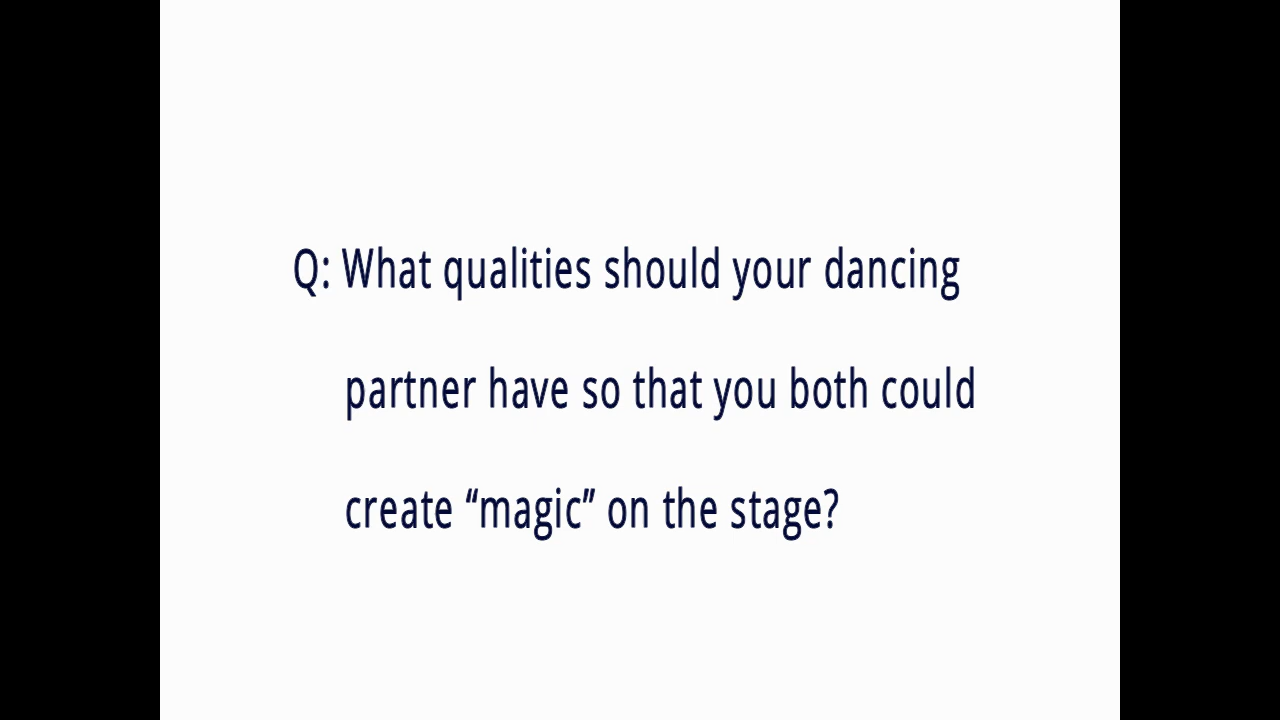 Q: What qualities should your dancing
partner have so that you both could
create “magic” on the stage?